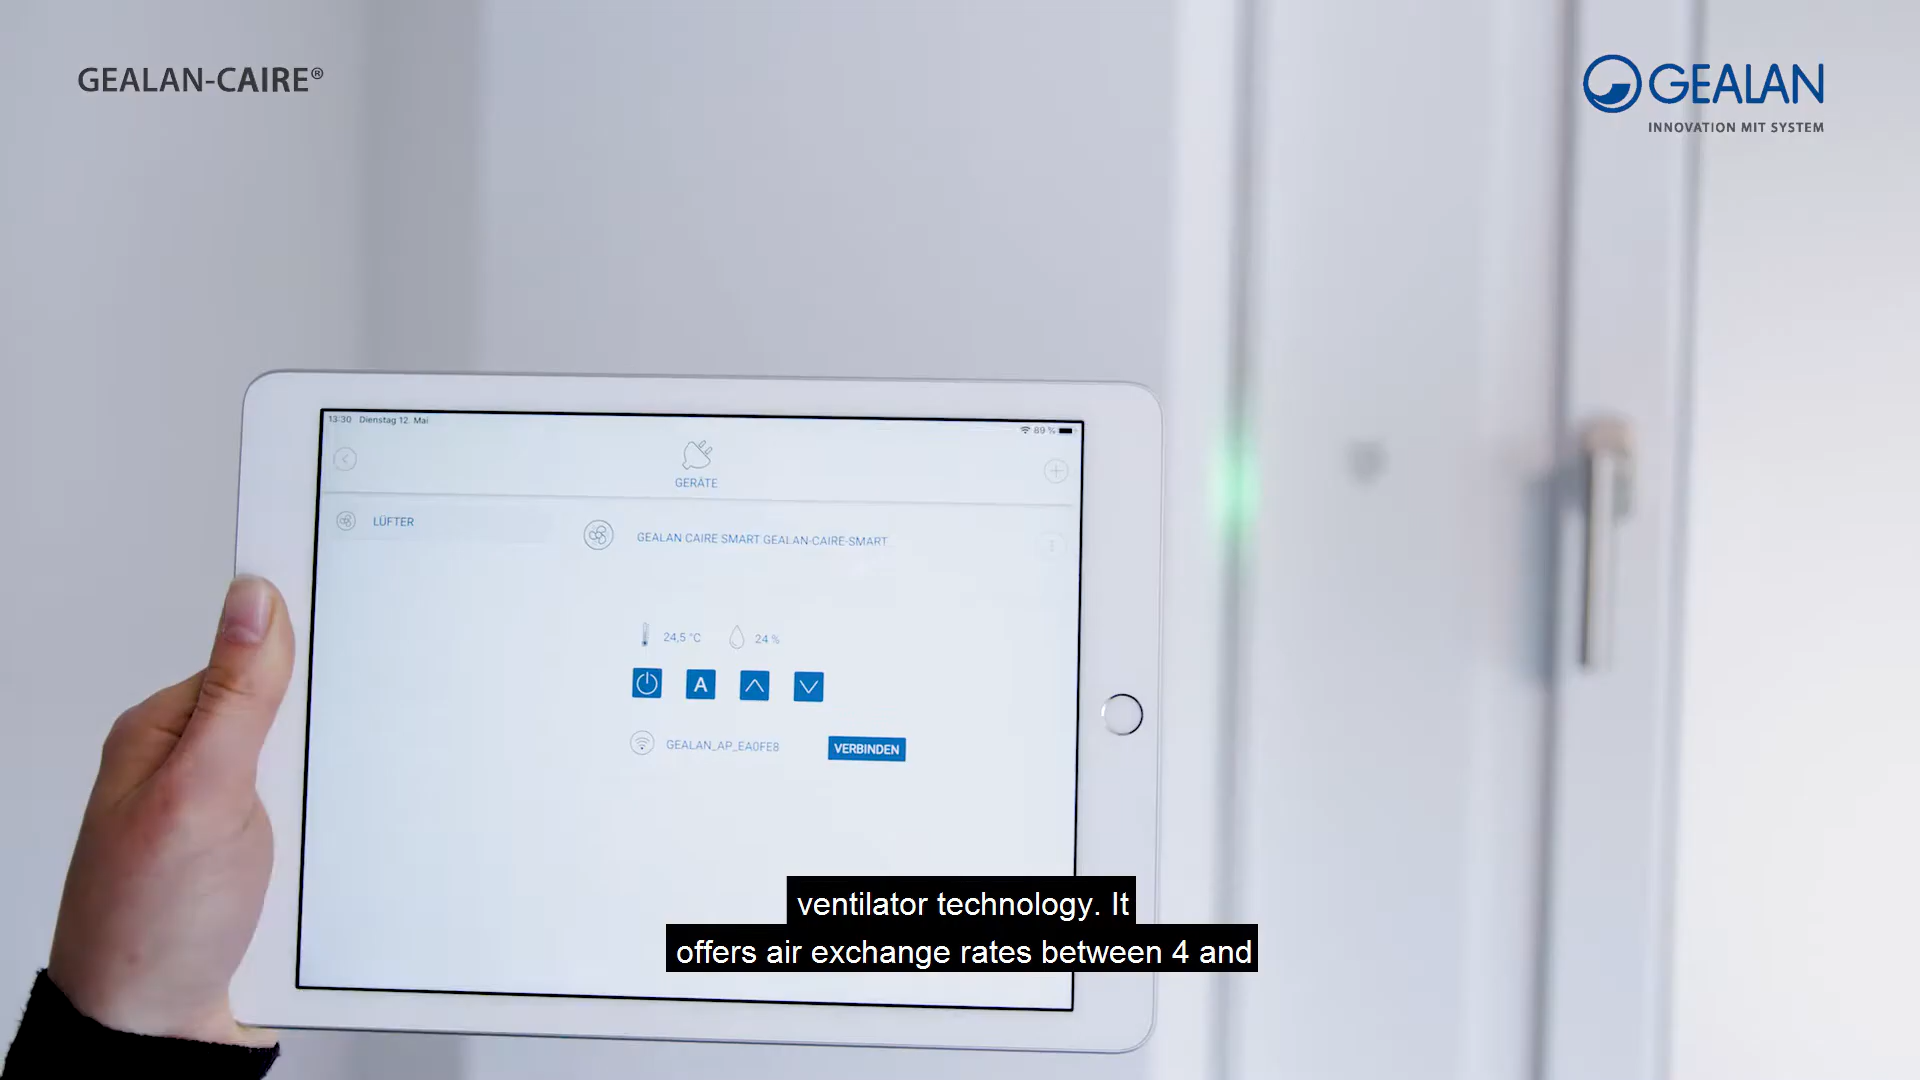 GEALAN-CAIRE®
GEALAN
INNOVATION MIT SYSTEM
13:30 Dienstag 12. Mai
89 %
GERÄTE
LÜFTER
GEALAN CAIRE SMART GEALAN-CAIRE-SMART
24,5 °C
24 %
A
GEALAN_AP_EA0FE8
VERBINDEN
ventilator technology. It
offers air exchange rates between 4 and